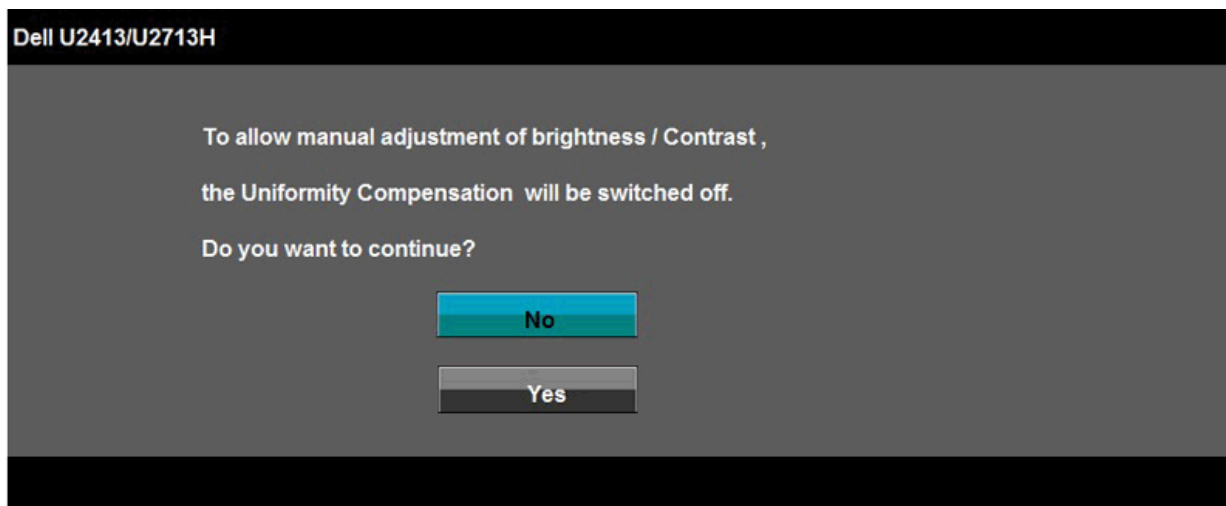 Dell U2413/U2713H
To allow manual adjustment of brightness / Contrast ,
the Uniformity Compensation will be switched off.
Do you want to continue?
No
Yes